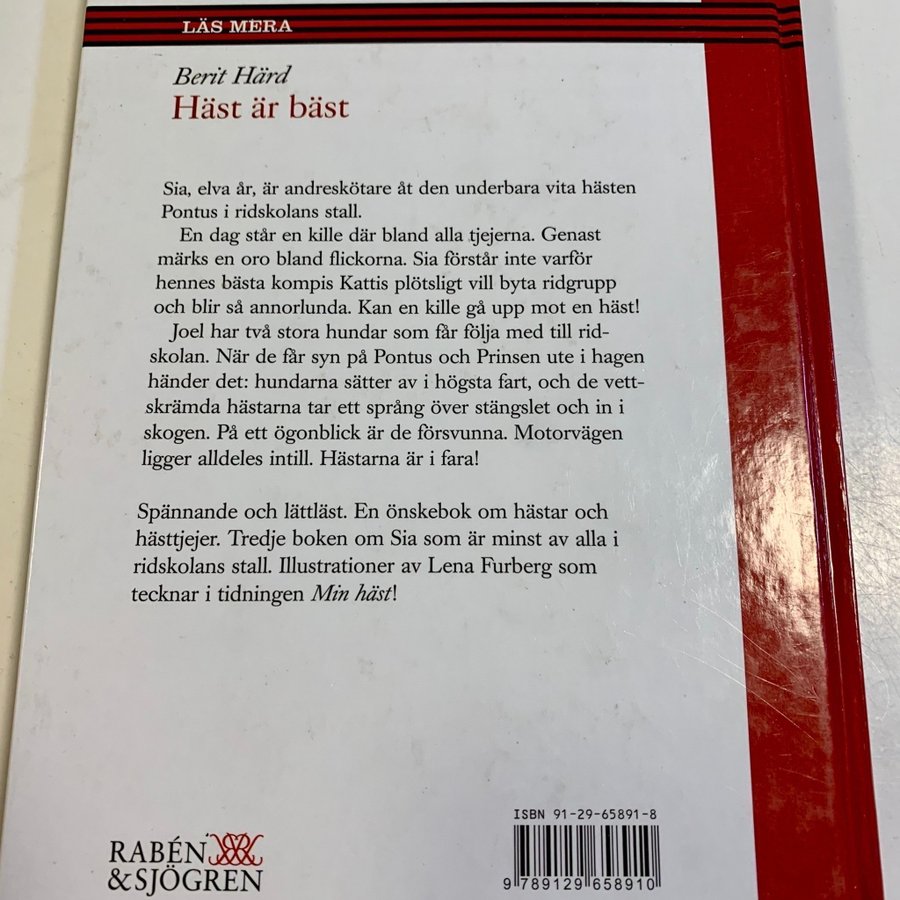 LÄS MERA
Berit Härd
Häst är bäst
Sia, elva år, är andreskötare åt den underbara vita hästen
Pontus i ridskolans stall.
En dag står en kille där bland alla tjejerna. Genast
märks en oro bland flickorna. Sia förstår inte varför
hennes bästa kompis Kattis plötsligt vill byta ridgrupp
och blir så annorlunda. Kan en kille gå upp mot en häst!
Joel har två stora hundar som får följa med till rid-
skolan. När de får syn på Pontus och Prinsen ute i hagen
händer det: hundarna sätter av i högsta fart, och de vett-
skrämda hästarna tar ett språng över stängslet och in i
skogen. På ett ögonblick är de försvunna. Motorvägen
ligger alldeles intill. Hästarna är i fara!
Spännande och lättläst. En önskebok om hästar och
hästtjejer. Tredje boken om Sia som är minst av alla i
ridskolans stall. Illustrationer av Lena Furberg som
tecknar i tidningen Min häst!
ISBN 91-29-65891-8
9 789129 658910
RABÉN
&SJÖGREN